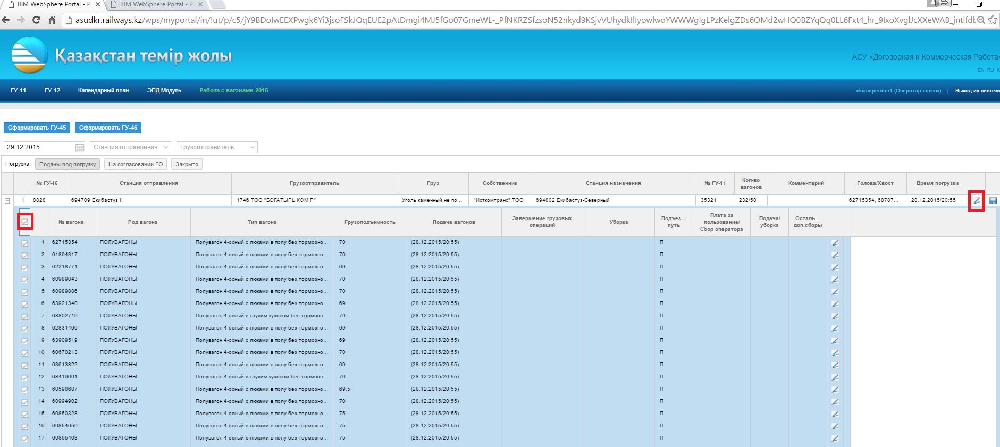 IBM WebSphere Portal - P
IBM WebSphere Portal - P
Қазақстан темір жолы
АСУ «Договорная и Коммерческая Работа»
EN RU K
ГУ-11 ГУ-12 Календарный план ЭПД Модуль Работа с вагонами 2015
claimoperator1 (Оператор заявок) | Выход из систем
Сформировать ГУ-45 Сформировать ГУ-46
29.12.2015 Станция отправления Грузоотправитель
Погрузка: Поданы под погрузку На согласовании ГО Закрыто
№ ГУ-46 Станция отправления Грузоотправитель Груз Собственник Станция назначения № ГУ-11 Кол-во вагонов Комментарий Голова/Хвост Время погрузки
1 8828 694709 Екибастуз II 1746 ТОО "БОГАТЫРЬ КӨМІР" Уголь каменный,не по... "Исткомтранс" ТОО 694802 Екибастуз-Северный 35321 232/58 62715354, 68787... 28.12.2015/20:55
№ вагона Род вагона Тип вагона Грузоподъемность Подача вагонов Завершение грузовых операций Уборка Подъез... путь Плата за пользование/ Сбор оператора Подача/ уборка Осталь... доп.сборы
1 62715354 ПОЛУВАГОНЫ Полувагон 4-осный с люками в полу без тормозно... 70 (28.12.2015/20:55) П
2 61894317 ПОЛУВАГОНЫ Полувагон 4-осный с люками в полу без тормозно... 70 (28.12.2015/20:55) П
3 62218771 ПОЛУВАГОНЫ Полувагон 4-осный с люками в полу без тормозно... 69 (28.12.2015/20:55) П
4 60989043 ПОЛУВАГОНЫ Полувагон 4-осный с люками в полу без тормозно... 70 (28.12.2015/20:55) П
5 60989886 ПОЛУВАГОНЫ Полувагон 4-осный с люками в полу без тормозно... 70 (28.12.2015/20:55) П
6 63921340 ПОЛУВАГОНЫ Полувагон 4-осный с люками в полу без тормозно... 69 (28.12.2015/20:55) П
7 68802719 ПОЛУВАГОНЫ Полувагон 4-осный с глухим кузовом без тормозн... 70 (28.12.2015/20:55) П
8 62831466 ПОЛУВАГОНЫ Полувагон 4-осный с люками в полу без тормозно... 69 (28.12.2015/20:55) П
9 63909519 ПОЛУВАГОНЫ Полувагон 4-осный с люками в полу без тормозно... 69 (28.12.2015/20:55) П
10 60670213 ПОЛУВАГОНЫ Полувагон 4-осный с люками в полу без тормозно... 70 (28.12.2015/20:55) П
11 63613822 ПОЛУВАГОНЫ Полувагон 4-осный с люками в полу без тормозно... 69 (28.12.2015/20:55) П
12 68416601 ПОЛУВАГОНЫ Полувагон 4-осный с глухим кузовом без тормозн... 70 (28.12.2015/20:55) П
13 60598687 ПОЛУВАГОНЫ Полувагон 4-осный с люками в полу без тормозно... 69.5 (28.12.2015/20:55) П
14 60994902 ПОЛУВАГОНЫ Полувагон 4-осный с люками в полу без тормозно... 70 (28.12.2015/20:55) П
15 60850328 ПОЛУВАГОНЫ Полувагон 4-осный с люками в полу без тормозно... 75 (28.12.2015/20:55) П
16 60854650 ПОЛУВАГОНЫ Полувагон 4-осный с люками в полу без тормозно... 75 (28.12.2015/20:55) П
17 60895463 ПОЛУВАГОНЫ Полувагон 4-осный с люками в полу без тормозно... 75 (28.12.2015/20:55) П